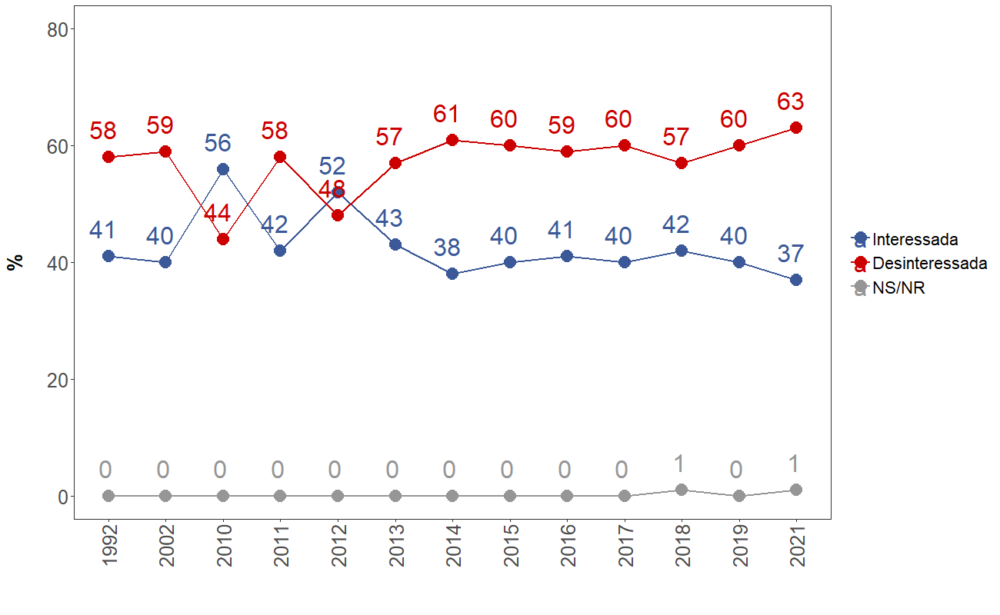 80
60
40
20
0
%
58 59 44 58 48 57 61 60 59 60 57 60 63
41 40 56 42 52 43 38 40 41 40 42 40 37
0 0 0 0 0 0 0 0 0 0 1 0 1
1992 2002 2010 2011 2012 2013 2014 2015 2016 2017 2018 2019 2021
a Interessada
a Desinteressada
a NS/NR